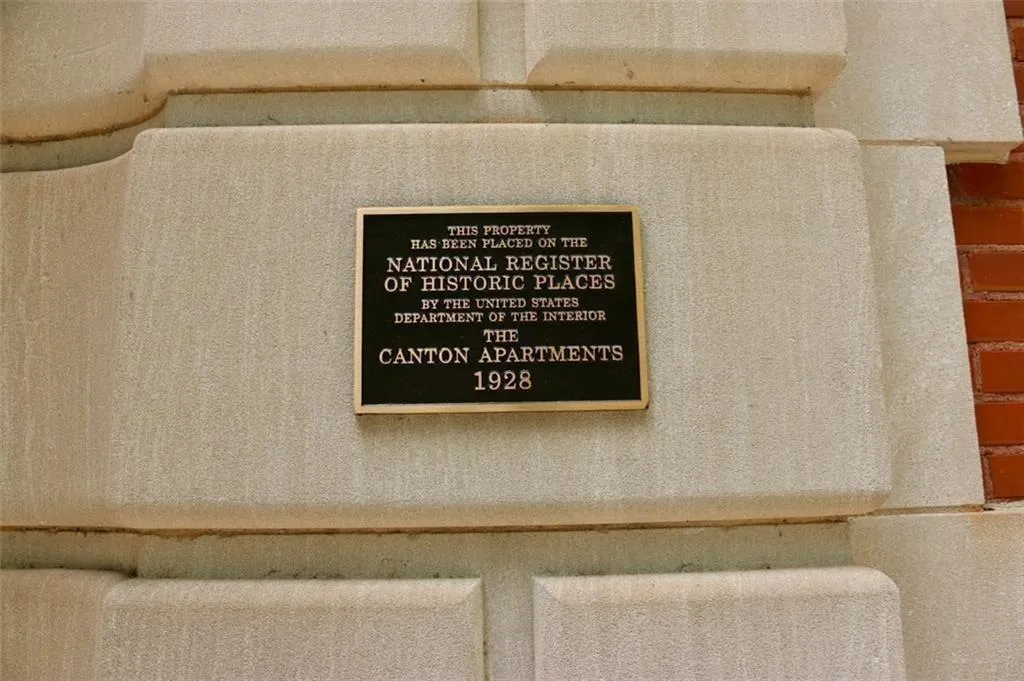 THIS PROPERTY
HAS BEEN PLACED ON THE
NATIONAL REGISTER
OF HISTORIC PLACES
BY THE UNITED STATES
DEPARTMENT OF THE INTERIOR
THE
CANTON APARTMENTS
1928